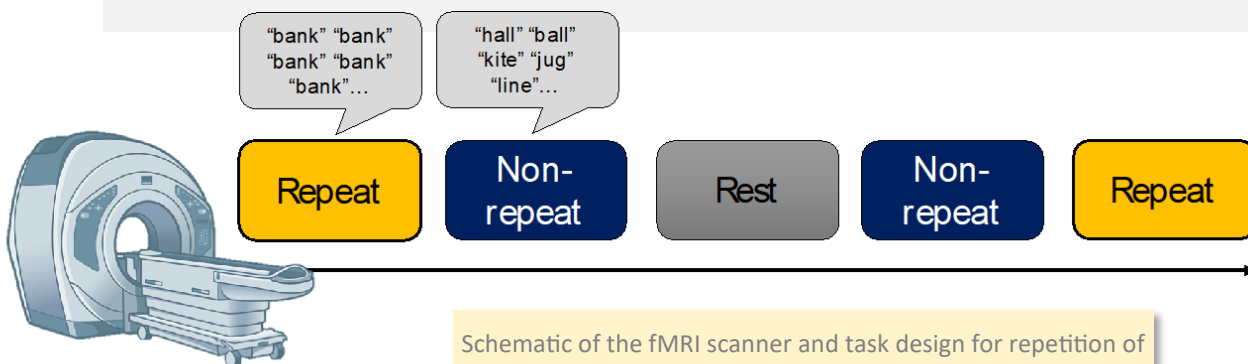 “bank” “bank”
“bank” “bank”
“bank”…
“hall” “ball”
“kite” “jug”
“line”…
Repeat
Non-
repeat
Rest
Non-
repeat
Repeat
Schematic of the fMRI scanner and task design for repetition of